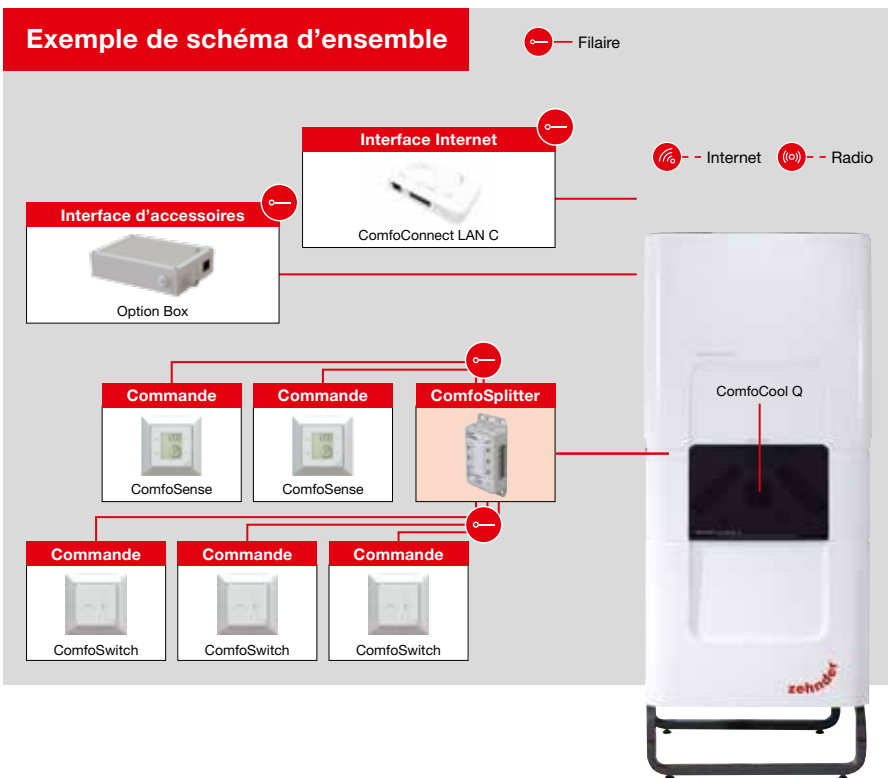 Exemple de schéma d'ensemble
Filaire
Interface Internet
ComfoConnect LAN C
Internet
Radio
Interface d'accessoires
Option Box
Commande
ComfoSense
Commande
ComfoSense
ComfoSplitter
ComfoCool Q
Commande
ComfoSwitch
Commande
ComfoSwitch
Commande
ComfoSwitch
zehnder